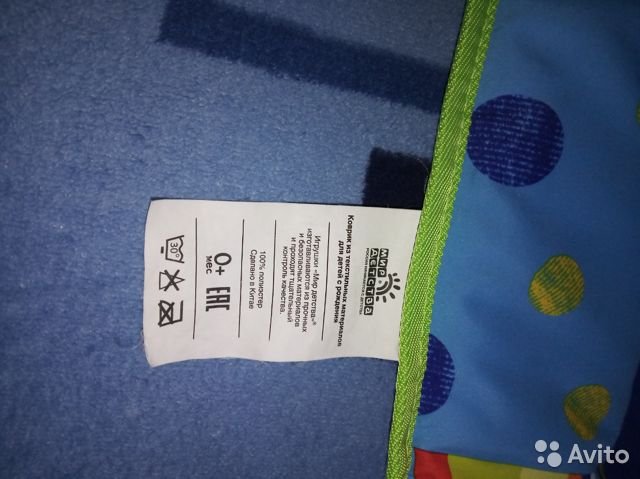 МИР
ДЕТСТВА
Коврик из текстильных материалов
для детей с рождения
Игрушки «Мир детства»®
изготавливаются из прочных
и безопасных материалов
и проходят тщательный
контроль качества.
100% полиэстер
Сделано в Китае
0+
мес
EAC
30°
Avito